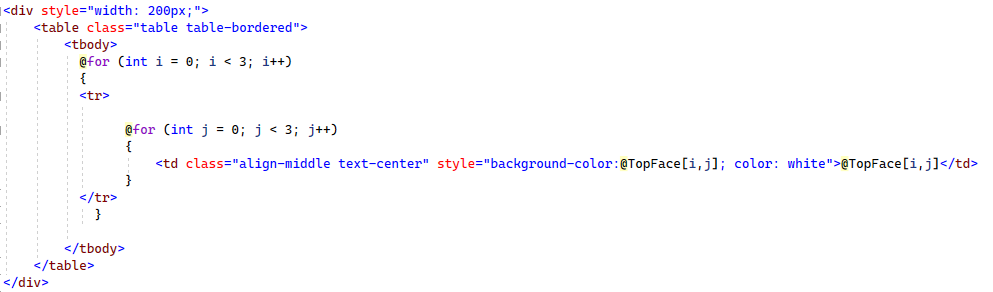 <div style="width: 200px;">
<table class="table table-bordered">
<tbody>
@for (int i = 0; i < 3; i++)
{
<tr>
@for (int j = 0; j < 3; j++)
{
<td class="align-middle text-center" style="background-color:@TopFace[i,j]; color: white">@TopFace[i,j]</td>
}
</tr>
}
</tbody>
</table>
</div>